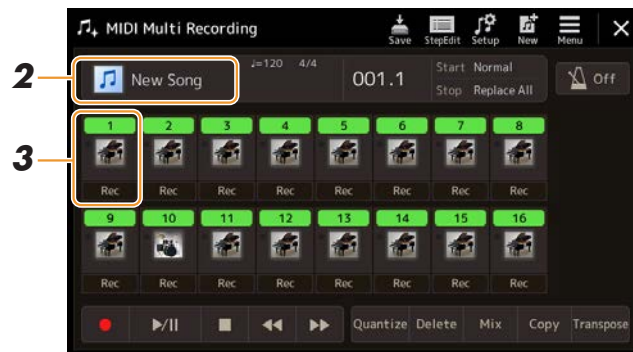 MIDI Multi Recording
Save StepEdit Setup New Menu
2
New Song
♩=120 4/4
001.1
Start Normal
Stop Replace All
Off
3
1 2 3 4 5 6 7 8
Rec Rec Rec Rec Rec Rec Rec Rec
9 10 11 12 13 14 15 16
Rec Rec Rec Rec Rec Rec Rec Rec
Quantize Delete Mix Copy Transpose